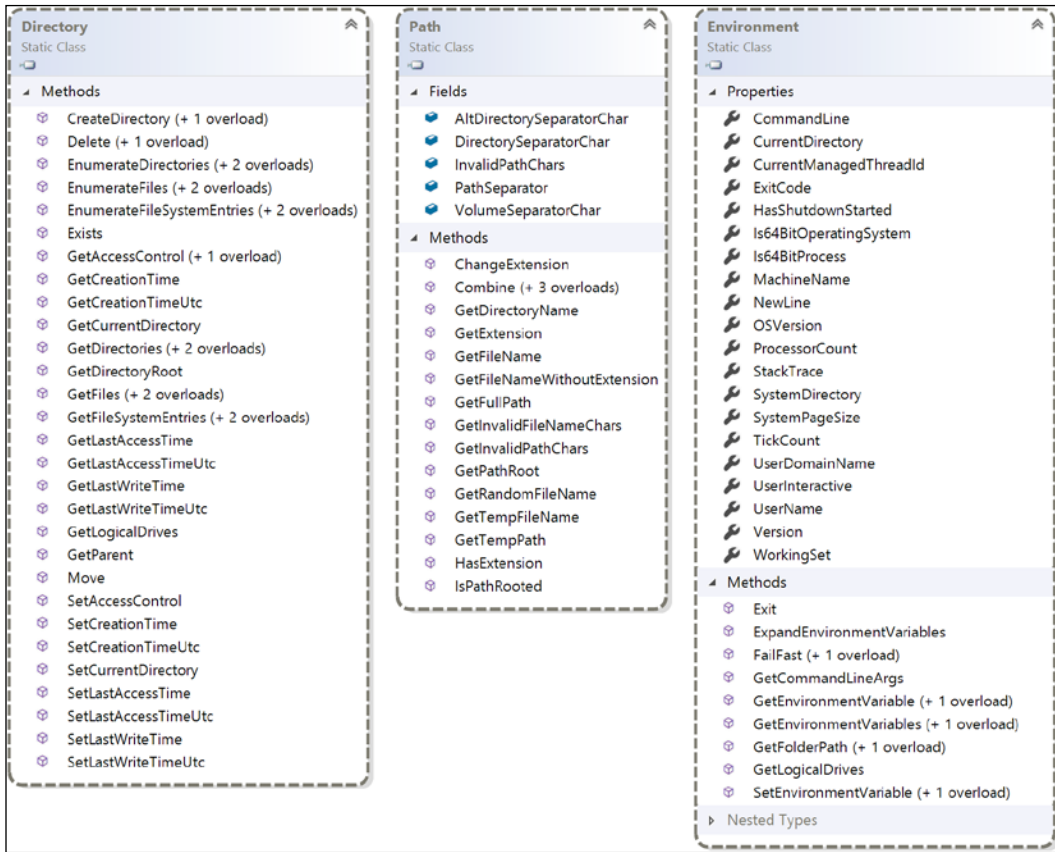 Directory
Static Class
Methods
CreateDirectory (+ 1 overload)
Delete (+ 1 overload)
EnumerateDirectories (+ 2 overloads)
EnumerateFiles (+ 2 overloads)
EnumerateFileSystemEntries (+ 2 overloads)
Exists
GetAccessControl (+ 1 overload)
GetCreationTime
GetCreationTimeUtc
GetCurrentDirectory
GetDirectories (+ 2 overloads)
GetDirectoryRoot
GetFiles (+ 2 overloads)
GetFileSystemEntries (+ 2 overloads)
GetLastAccessTime
GetLastAccessTimeUtc
GetLastWriteTime
GetLastWriteTimeUtc
GetLogicalDrives
GetParent
Move
SetAccessControl
SetCreationTime
SetCreationTimeUtc
SetCurrentDirectory
SetLastAccessTime
SetLastAccessTimeUtc
SetLastWriteTime
SetLastWriteTimeUtc
Path
Static Class
Fields
AltDirectorySeparatorChar
DirectorySeparatorChar
InvalidPathChars
PathSeparator
VolumeSeparatorChar
Methods
ChangeExtension
Combine (+ 3 overloads)
GetDirectoryName
GetExtension
GetFileName
GetFileNameWithoutExtension
GetFullPath
GetInvalidFileNameChars
GetInvalidPathChars
GetPathRoot
GetRandomFileName
GetTempFileName
GetTempPath
HasExtension
IsPathRooted
Environment
Static Class
Properties
CommandLine
CurrentDirectory
CurrentManagedThreadId
ExitCode
HasShutdownStarted
Is64BitOperatingSystem
Is64BitProcess
MachineName
NewLine
OSVersion
ProcessorCount
StackTrace
SystemDirectory
SystemPageSize
TickCount
UserDomainName
UserInteractive
UserName
Version
WorkingSet
Methods
Exit
ExpandEnvironmentVariables
FailFast (+ 1 overload)
GetCommandLineArgs
GetEnvironmentVariable (+ 1 overload)
GetEnvironmentVariables (+ 1 overload)
GetFolderPath (+ 1 overload)
GetLogicalDrives
SetEnvironmentVariable (+ 1 overload)
Nested Types